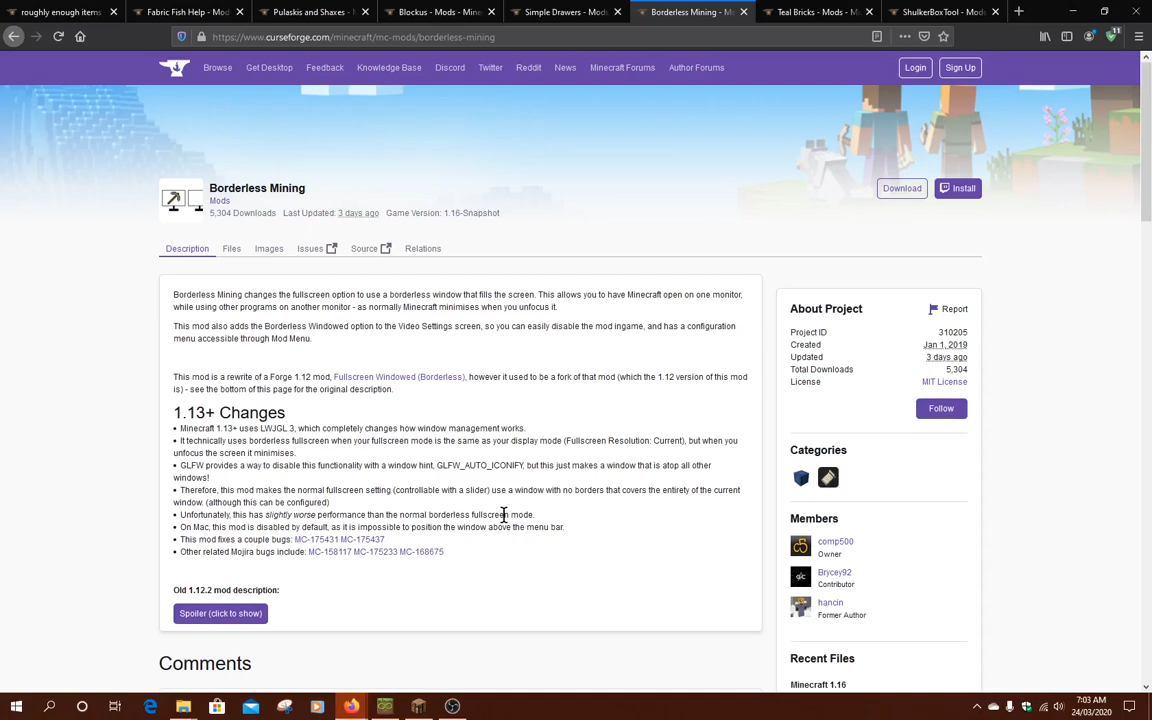 roughly enough items
Fabric Fish Help - Mod
Pulaskis and Shaxes - M
Blockus - Mods - Mine
Simple Drawers - Mods
Borderless Mining - Mo
Teal Bricks - Mods - Mi
ShulkerBoxTool - Mods
https://www.curseforge.com/minecraft/mc-mods/borderless-mining
11
Browse Get Desktop Feedback Knowledge Base Discord Twitter Reddit News Minecraft Forums Author Forums Login Sign Up
Borderless Mining
Mods
5,304 Downloads Last Updated: 3 days ago Game Version: 1.16-Snapshot
Download
Install
Description Files Images Issues Source Relations
Borderless Mining changes the fullscreen option to use a borderless window that fills the screen. This allows you to have Minecraft open on one monitor,
while using other programs on another monitor - as normally Minecraft minimises when you unfocus it.
This mod also adds the Borderless Windowed option to the Video Settings screen, so you can easily disable the mod ingame, and has a configuration
menu accessible through Mod Menu.
This mod is a rewrite of a Forge 1.12 mod, Fullscreen Windowed (Borderless), however it used to be a fork of that mod (which the 1.12 version of this mod
is) - see the bottom of this page for the original description.
1.13+ Changes
• Minecraft 1.13+ uses LWJGL 3, which completely changes how window management works.
• It technically uses borderless fullscreen when your fullscreen mode is the same as your display mode (Fullscreen Resolution: Current), but when you
unfocus the screen it minimises.
• GLFW provides a way to disable this functionality with a window hint, GLFW_AUTO_ICONIFY, but this just makes a window that is atop all other
windows!
• Therefore, this mod makes the normal fullscreen setting (controllable with a slider) use a window with no borders that covers the entirety of the current
window. (although this can be configured)
• Unfortunately, this has slightly worse performance than the normal borderless fullscreen mode.
• On Mac, this mod is disabled by default, as it is impossible to position the window above the menu bar.
• This mod fixes a couple bugs: MC-175431 MC-175437
• Other related Mojira bugs include: MC-158117 MC-175233 MC-168675
Old 1.12.2 mod description:
Spoiler (click to show)
Comments
About Project
Report
Project ID 310205
Created Jan 1, 2019
Updated 3 days ago
Total Downloads 5,304
License MIT License
Follow
Categories
Members
comp500
Owner
Brycey92
Contributor
hancin
Former Author
Recent Files
Minecraft 1.16
7:03 AM
24/03/2020